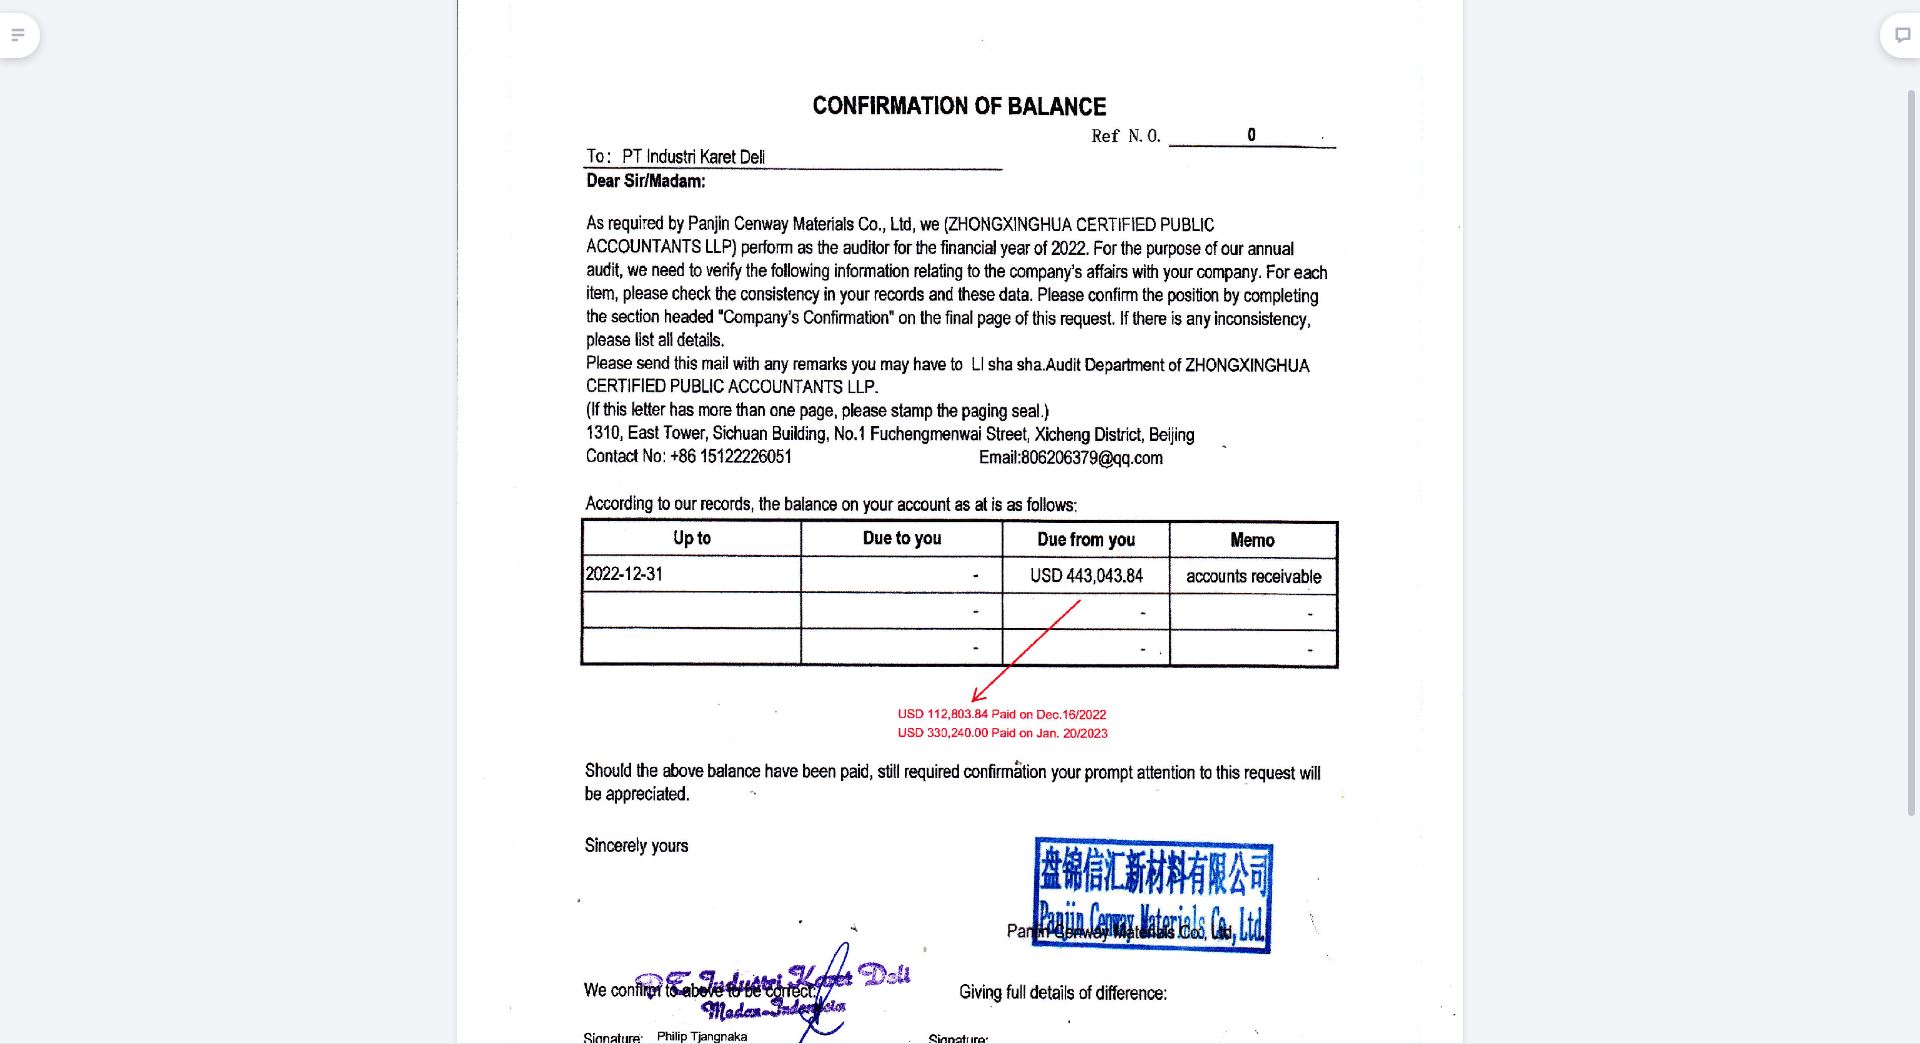 CONFIRMATION OF BALANCE
Ref N.O. 0
To: PT Industri Karet Deli
Dear Sir/Madam:
As required by Panjin Cenway Materials Co., Ltd, we (ZHONGXINGHUA CERTIFIED PUBLIC
ACCOUNTANTS LLP) perform as the auditor for the financial year of 2022. For the purpose of our annual
audit, we need to verify the following information relating to the company's affairs with your company. For each
item, please check the consistency in your records and these data. Please confirm the position by completing
the section headed "Company's Confirmation" on the final page of this request. If there is any inconsistency,
please list all details.
Please send this mail with any remarks you may have to LI sha sha.Audit Department of ZHONGXINGHUA
CERTIFIED PUBLIC ACCOUNTANTS LLP.
(If this letter has more than one page, please stamp the paging seal.)
1310, East Tower, Sichuan Building, No.1 Fuchengmenwai Street, Xicheng District, Beijing
Contact No: +86 15122226051 Email:806206379@qq.com
According to our records, the balance on your account as at is as follows:
Up to Due to you Due from you Memo
2022-12-31 - USD 443,043.84 accounts receivable
- - -
- - -
USD 112,803.84 Paid on Dec.16/2022
USD 330,240.00 Paid on Jan. 20/2023
Should the above balance have been paid, still required confirmation your prompt attention to this request will
be appreciated.
Sincerely yours
盘锦信汇新材料有限公司
Panjin Cenway Materials Co., Ltd.
Panjin Cenway Materials Co., Ltd.
P.T. Industri Karet Deli
We confirm to above to be correct: Giving full details of difference:
Medan-Indonesia
Signature: Philip Tjangnaka Signature: